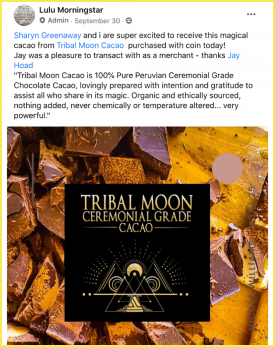 Lulu Morningstar
Admin · September 30 ·
Sharyn Greenaway and i are super excited to receive this magical
cacao from Tribal Moon Cacao  purchased with coin today!
Jay was a pleasure to transact with as a merchant - thanks Jay
Hoad
"Tribal Moon Cacao is 100% Pure Peruvian Ceremonial Grade
Chocolate Cacao, lovingly prepared with intention and gratitude to
assist all who share in its magic. Organic and ethically sourced,
nothing added, never chemically or temperature altered... very
powerful."
TRIBAL MOON
CEREMONIAL GRADE
CACAO